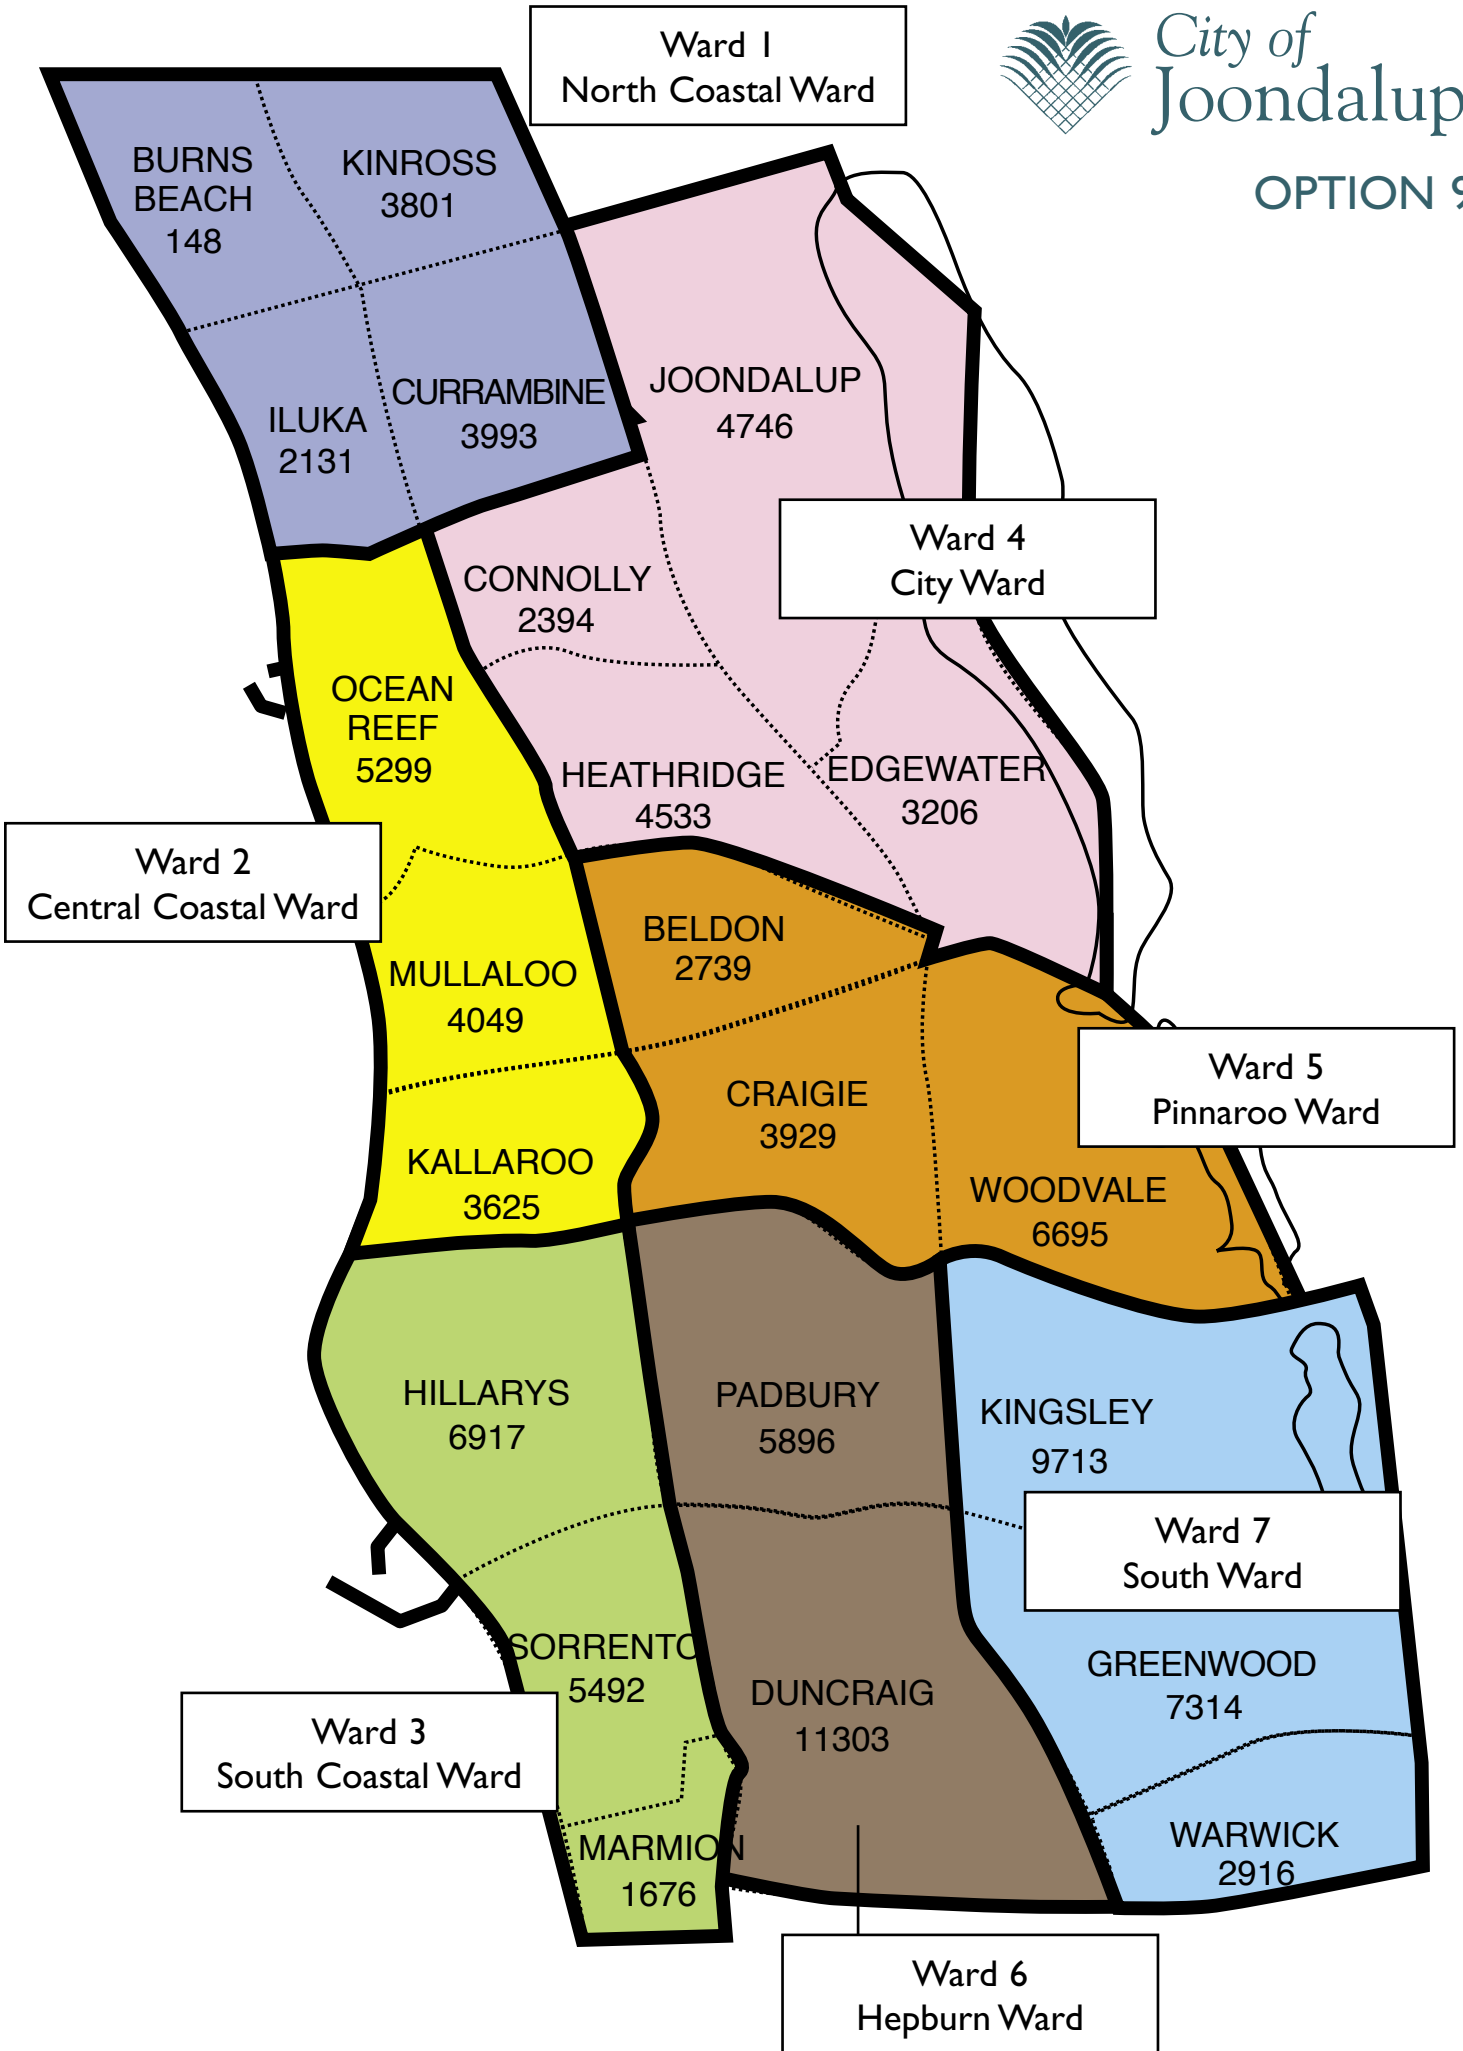 Ward 1
North Coastal Ward
City of
Joondalup
OPTION 9
BURNS
BEACH
148
KINROSS
3801
ILUKA
2131
CURRAMBINE
3993
JOONDALUP
4746
Ward 4
City Ward
CONNOLLY
2394
OCEAN
REEF
5299
HEATHRIDGE
4533
EDGEWATER
3206
Ward 2
Central Coastal Ward
BELDON
2739
MULLALOO
4049
Ward 5
Pinnaroo Ward
CRAIGIE
3929
KALLAROO
3625
WOODVALE
6695
HILLARYS
6917
PADBURY
5896
KINGSLEY
9713
Ward 7
South Ward
SORRENTO
5492
GREENWOOD
7314
DUNCRAIG
11303
Ward 3
South Coastal Ward
MARMION
1676
WARWICK
2916
Ward 6
Hepburn Ward